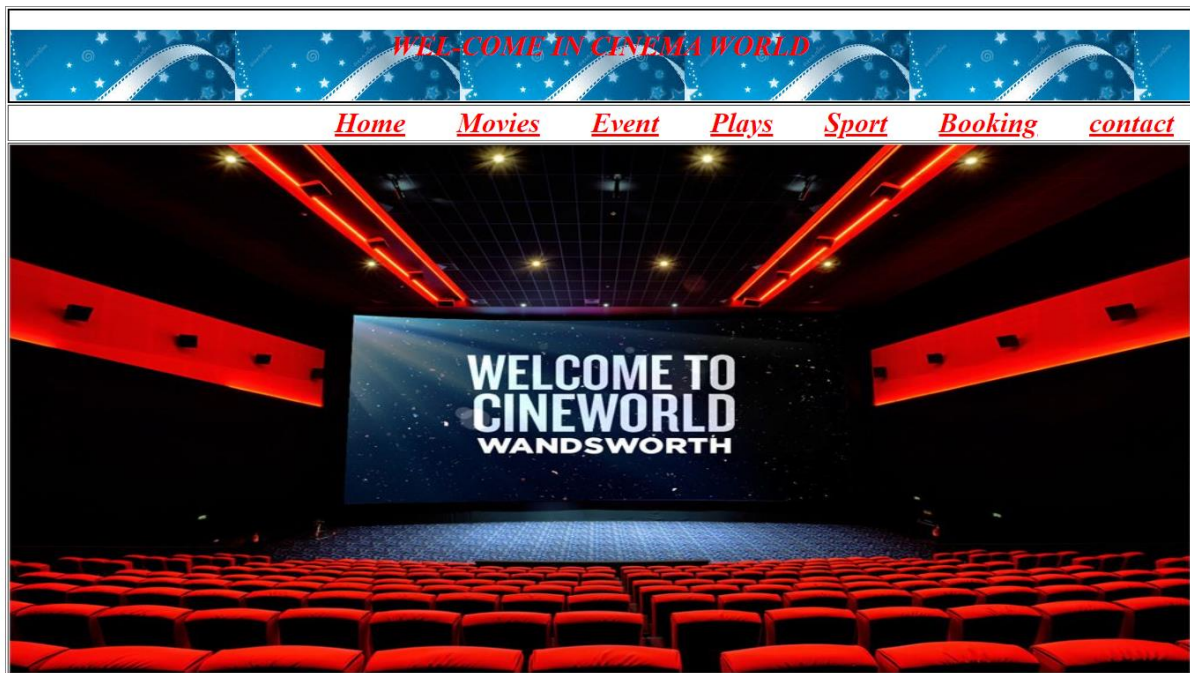 WEL-COME IN CINEMA WORLD
Home Movies Event Plays Sport Booking contact
WELCOME TO
CINEWORLD
WANDSWORTH